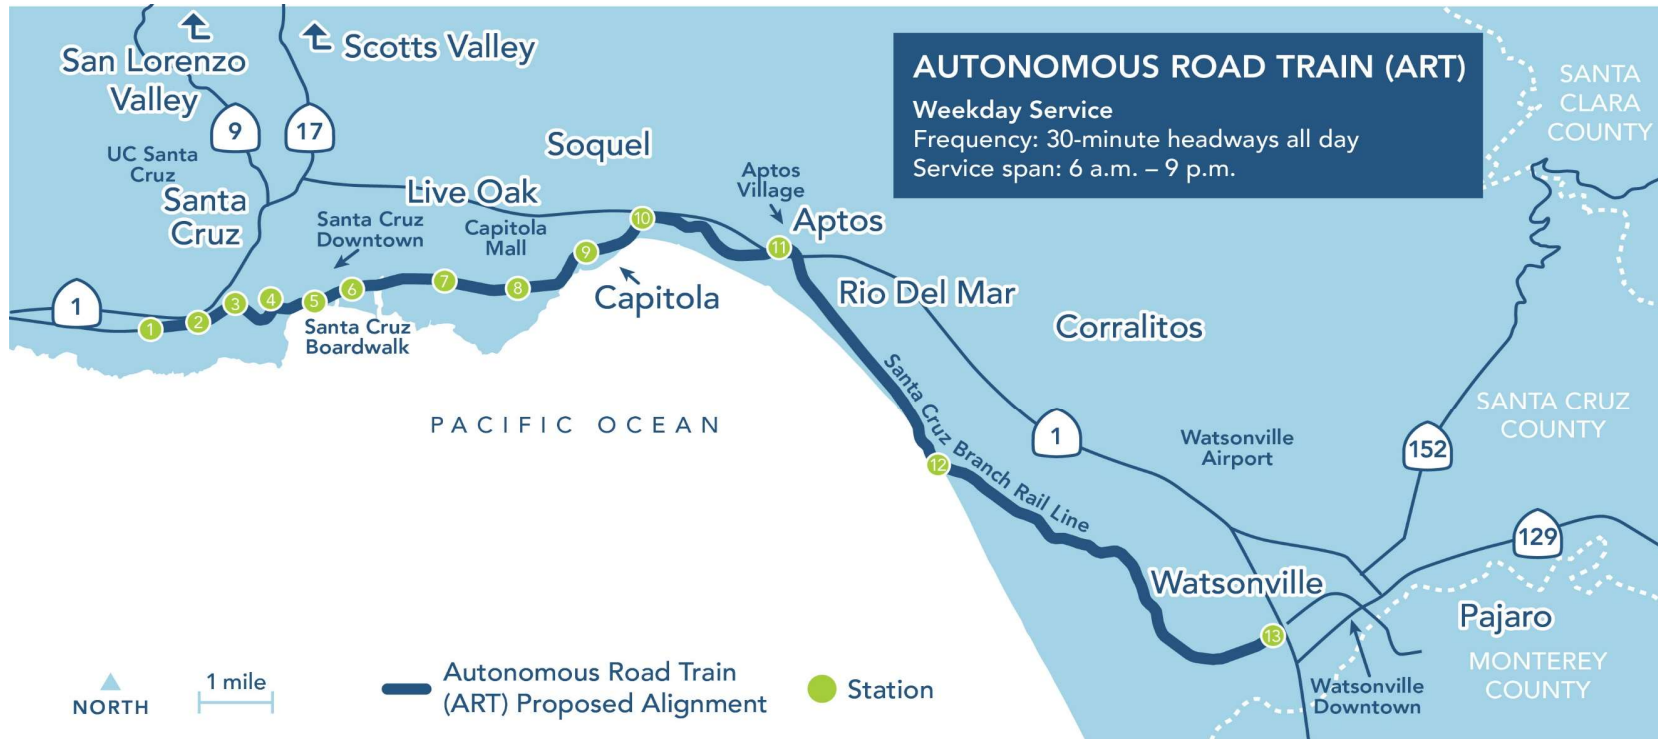 San Lorenzo
Valley
Scotts Valley
9
17
UC Santa
Cruz
Santa
Cruz
Live Oak
Soquel
Santa Cruz
Downtown
Capitola
Mall
Aptos
Village
Aptos
AUTONOMOUS ROAD TRAIN (ART)
Weekday Service
Frequency: 30-minute headways all day
Service span: 6 a.m. – 9 p.m.
SANTA
CLARA
COUNTY
1
1
2
3
4
5
6
7
8
9
10
11
Santa Cruz
Boardwalk
Capitola
Rio Del Mar
Corralitos
PACIFIC OCEAN
Santa Cruz Branch Rail Line
12
1
Watsonville
Airport
152
SANTA CRUZ
COUNTY
129
Watsonville
13
Pajaro
MONTEREY
COUNTY
Watsonville
Downtown
NORTH
1 mile
Autonomous Road Train
(ART) Proposed Alignment
Station